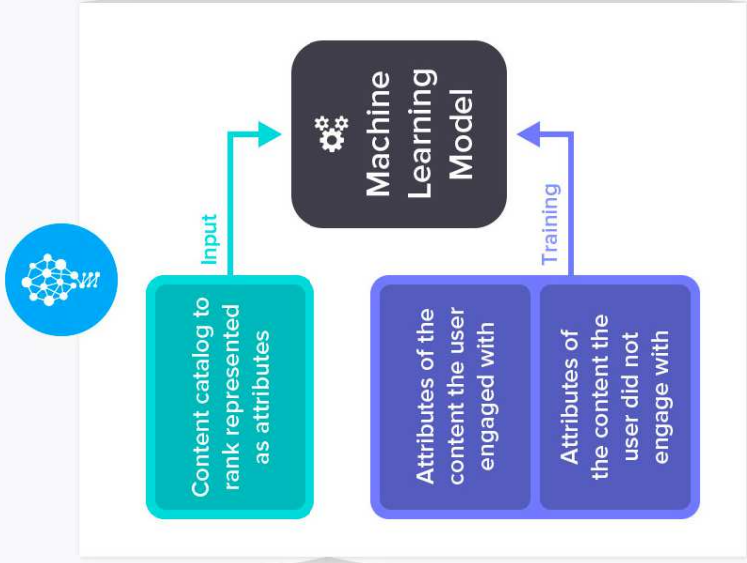 Content catalog to
rank represented
as attributes
Input
Attributes of the
content the user
engaged with
Attributes of
the content the
user did not
engage with
Training
Machine
Learning
Model